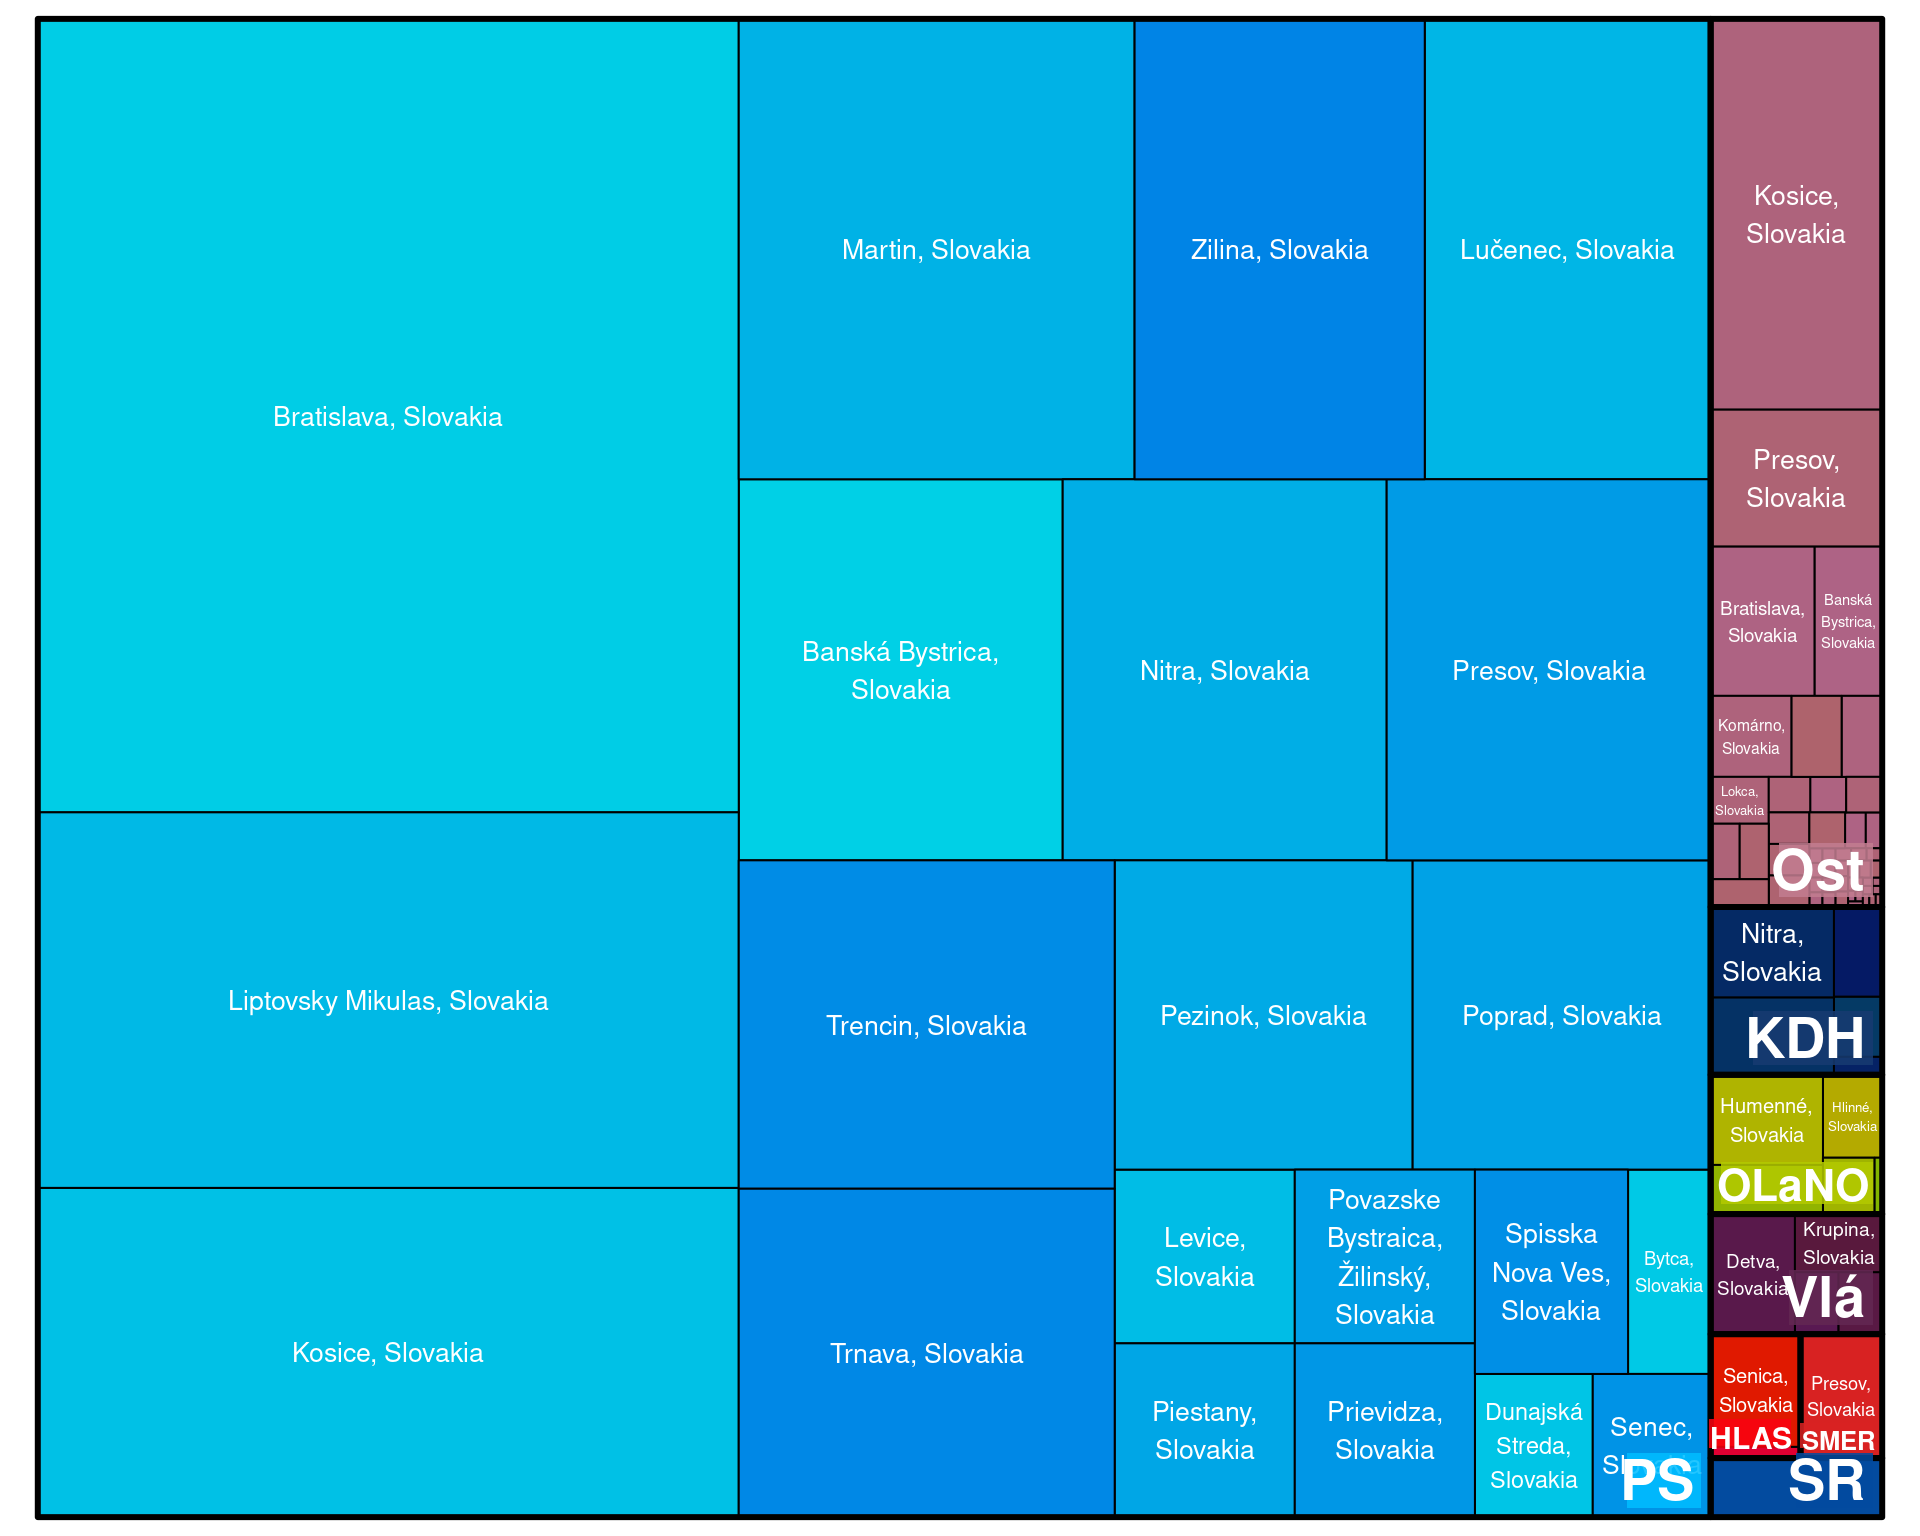 Bratislava, Slovakia
Liptovsky Mikulas, Slovakia
Kosice, Slovakia
Martin, Slovakia
Zilina, Slovakia
Lučenec, Slovakia
Banská Bystrica,
Slovakia
Nitra, Slovakia
Presov, Slovakia
Trencin, Slovakia
Pezinok, Slovakia
Poprad, Slovakia
Trnava, Slovakia
Levice,
Slovakia
Povazske
Bystraica,
Žilinský,
Slovakia
Spisska
Nova Ves,
Slovakia
Bytca,
Slovakia
Piestany,
Slovakia
Prievidza,
Slovakia
Dunajská
Streda,
Slovakia
Senec,
Slovakia
PS
Kosice,
Slovakia
Presov,
Slovakia
Bratislava,
Slovakia
Banská
Bystrica,
Slovakia
Komárno,
Slovakia
Lokca,
Slovakia
Ost
Nitra,
Slovakia
KDH
Humenné,
Slovakia
Hlinné,
Slovakia
OLaNO
Detva,
Slovakia
Krupina,
Slovakia
Vlá
Senica,
Slovakia
HLAS
Presov,
Slovakia
SMER
SR